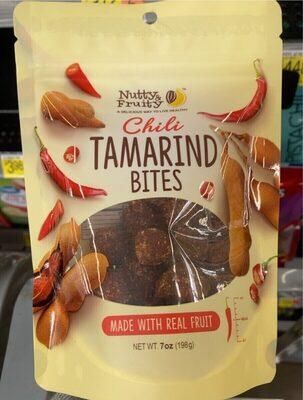 Nutty &
Fruity
A DELICIOUS WAY TO LIVE HEALTHY
Chili
TAMARIND
BITES
MADE WITH REAL FRUIT
NET WT. 7oz (198g)